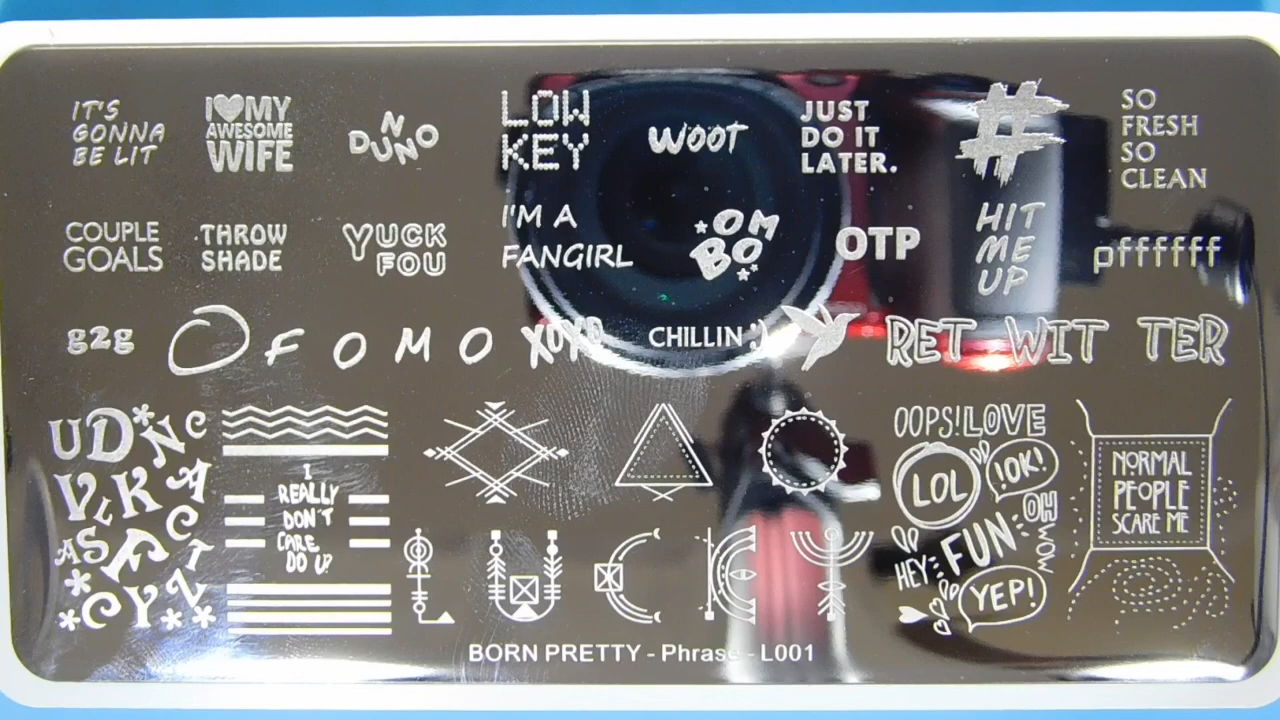 IT'S
GONNA
BE LIT
I♥MY
AWESOME
WIFE
DUNNO
LOW
KEY
WOOT
JUST
DO IT
LATER.
#
SO
FRESH
SO
CLEAN
COUPLE
GOALS
THROW
SHADE
YUCK
FOU
I'M A
FANGIRL
OMBO
OTP
HIT
ME
UP
pffffff
g2g
O F O M O
XOXO
CHILLIN':)
RET WIT TER
UD*NC
OOPS! LOVE
LOL
!OK!
OH
WOW
HEY
FUN
YEP!
NORMAL
PEOPLE
SCARE ME
I
REALLY
DON'T
CARE
DO U?
BORN PRETTY - Phrase - L001